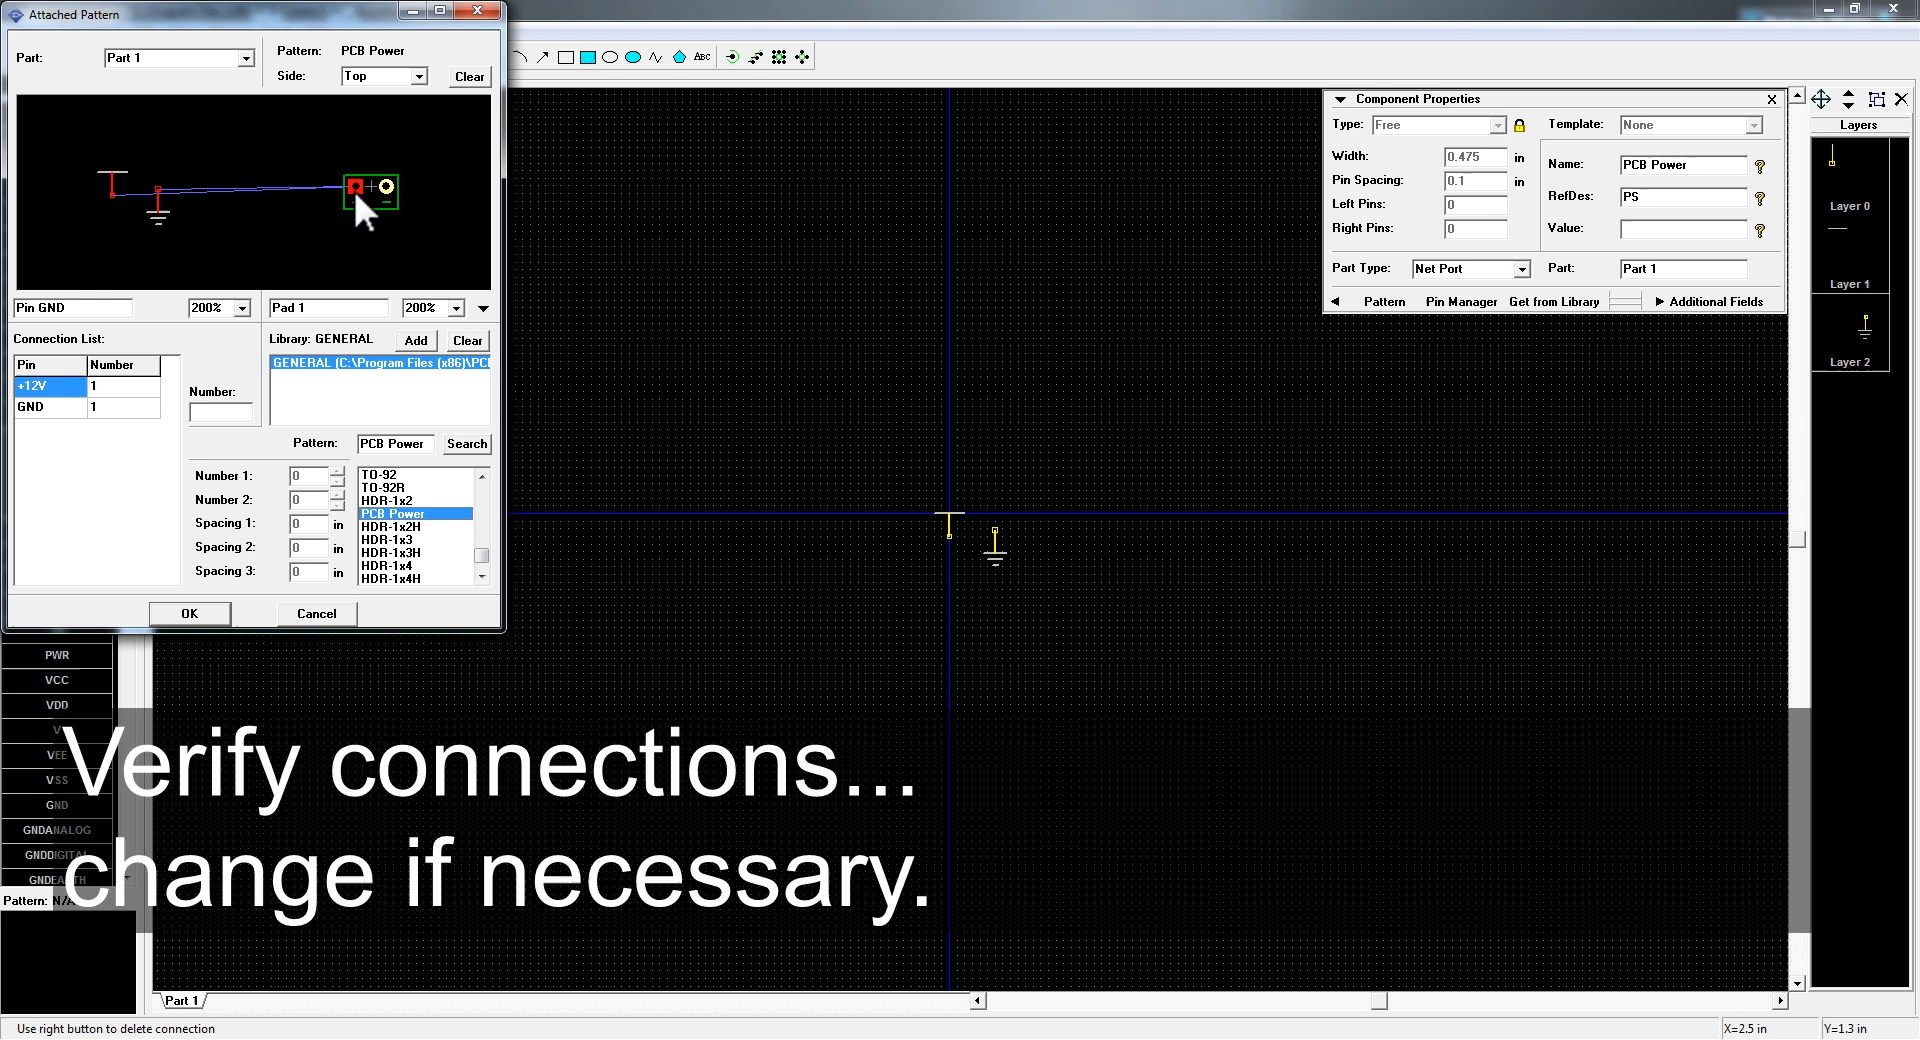 Attached Pattern
Part:
Part 1
Pattern:
PCB Power
Side:
Top
Clear
Pin GND
200%
Pad 1
200%
Connection List:
Library: GENERAL
Add
Clear
Pin
Number
+12V
1
GND
1
GENERAL (C:\Program Files (x86)\PCI
Number:
Pattern:
PCB Power
Search
Number 1:
0
Number 2:
0
Spacing 1:
0
in
Spacing 2:
0
in
Spacing 3:
0
in
TO-92
TO-92R
HDR-1x2
PCB Power
HDR-1x2H
HDR-1x3
HDR-1x3H
HDR-1x4
HDR-1x4H
OK
Cancel
ABC
Component Properties
Type:
Free
Template:
None
Width:
0.475
in
Name:
PCB Power
Pin Spacing:
0.1
in
RefDes:
PS
Left Pins:
0
Value:
Right Pins:
0
Part Type:
Net Port
Part:
Part 1
Pattern
Pin Manager
Get from Library
Additional Fields
Layers
Layer 0
Layer 1
Layer 2
PWR
VCC
VDD
VEE
VSS
GND
GNDANALOG
GNDDIGITAL
GNDEARTH
Pattern: N/A
Verify connections...
change if necessary.
Part 1
Use right button to delete connection
X=2.5 in
Y=1.3 in